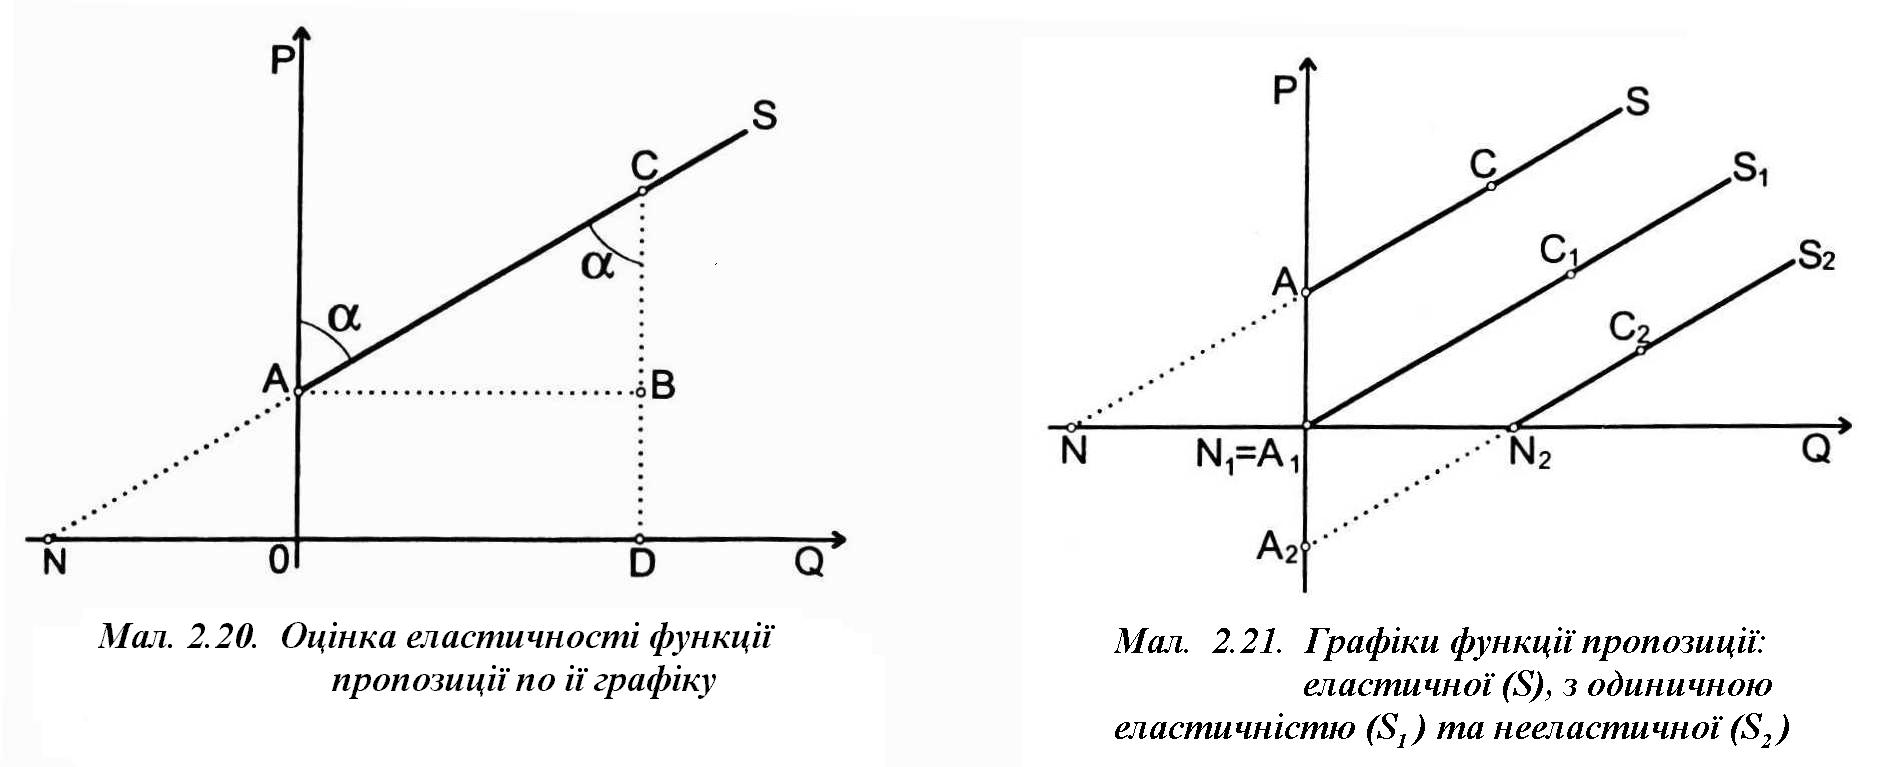 P
S
C
α
α
A
B
N
0
D
Q
Мал. 2.20. Оцінка еластичності функції
пропозиції по ії графіку
P
S
C
S₁
C₁
A
S₂
C₂
N
N₁=A₁
N₂
Q
A₂
Мал. 2.21. Графіки функції пропозиції:
еластичної (S), з одиничною
еластичністю (S₁) та нееластичної (S₂)